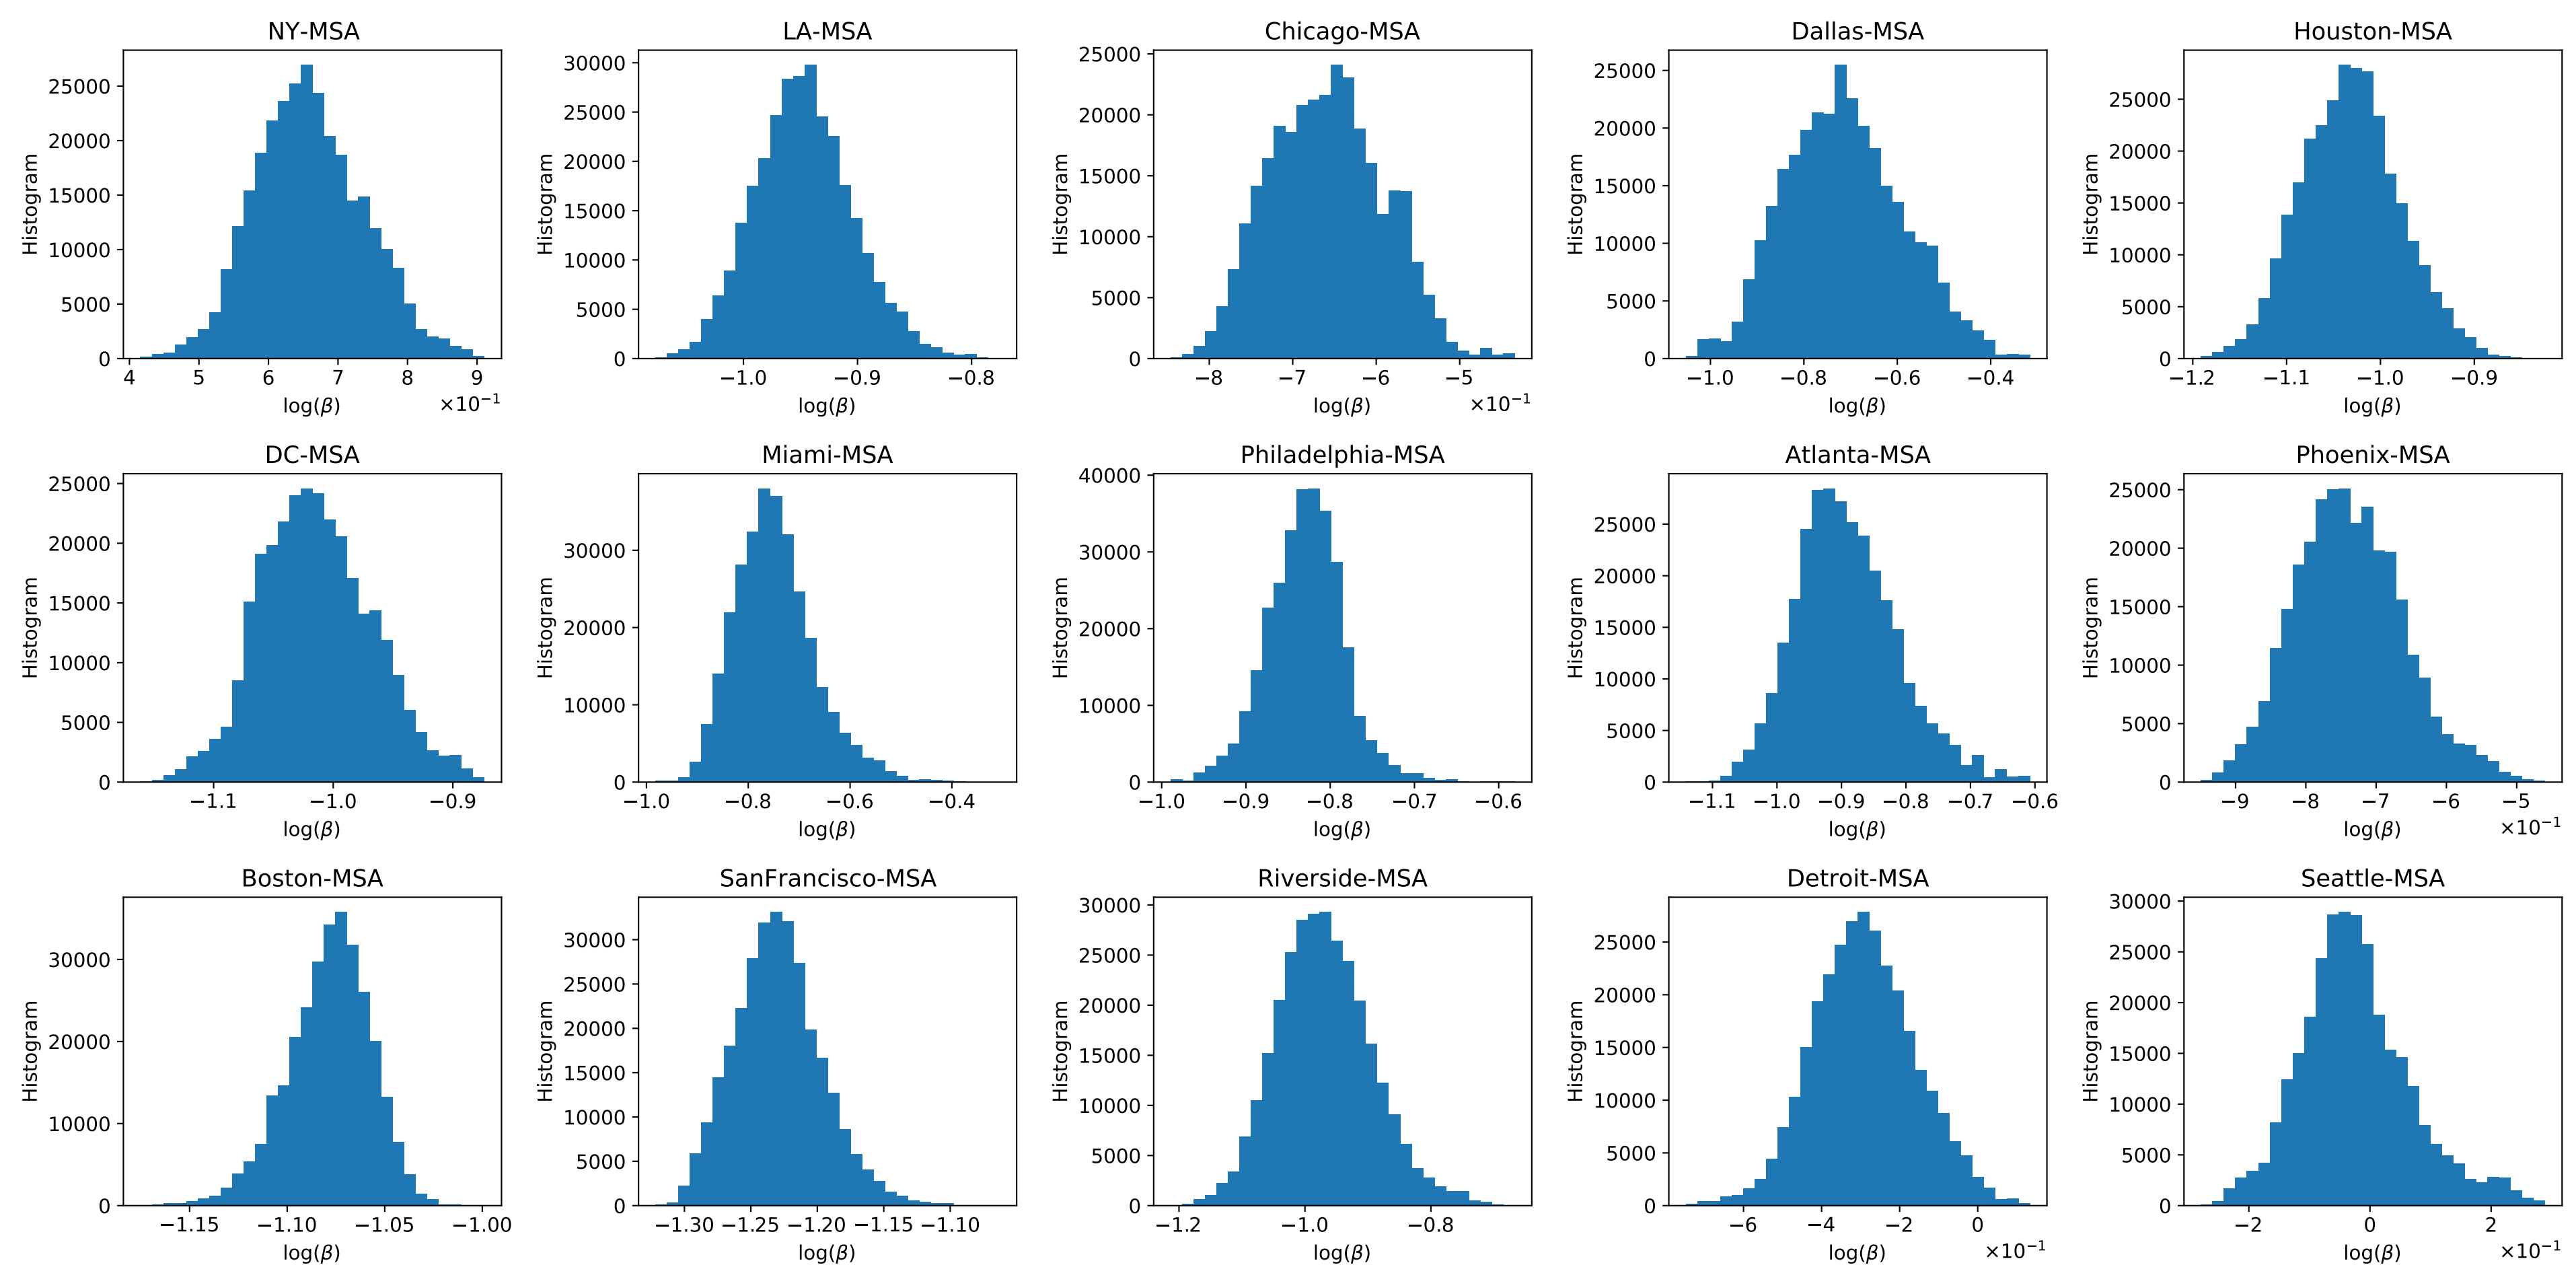 NY-MSA
Histogram
25000
20000
15000
10000
5000
0
4 5 6 7 8 9
log(β) ×10⁻¹
LA-MSA
Histogram
30000
25000
20000
15000
10000
5000
0
−1.0 −0.9 −0.8
log(β)
Chicago-MSA
Histogram
25000
20000
15000
10000
5000
0
−8 −7 −6 −5
log(β) ×10⁻¹
Dallas-MSA
Histogram
25000
20000
15000
10000
5000
0
−1.0 −0.8 −0.6 −0.4
log(β)
Houston-MSA
Histogram
25000
20000
15000
10000
5000
0
−1.2 −1.1 −1.0 −0.9
log(β)
DC-MSA
Histogram
25000
20000
15000
10000
5000
0
−1.1 −1.0 −0.9
log(β)
Miami-MSA
Histogram
30000
20000
10000
0
−1.0 −0.8 −0.6 −0.4
log(β)
Philadelphia-MSA
Histogram
40000
30000
20000
10000
0
−1.0 −0.9 −0.8 −0.7 −0.6
log(β)
Atlanta-MSA
Histogram
25000
20000
15000
10000
5000
0
−1.1 −1.0 −0.9 −0.8 −0.7 −0.6
log(β)
Phoenix-MSA
Histogram
25000
20000
15000
10000
5000
0
−9 −8 −7 −6 −5
log(β) ×10⁻¹
Boston-MSA
Histogram
30000
20000
10000
0
−1.15 −1.10 −1.05 −1.00
log(β)
SanFrancisco-MSA
Histogram
30000
25000
20000
15000
10000
5000
0
−1.30 −1.25 −1.20 −1.15 −1.10
log(β)
Riverside-MSA
Histogram
30000
25000
20000
15000
10000
5000
0
−1.2 −1.0 −0.8
log(β)
Detroit-MSA
Histogram
25000
20000
15000
10000
5000
0
−6 −4 −2 0
log(β) ×10⁻¹
Seattle-MSA
Histogram
30000
25000
20000
15000
10000
5000
0
−2 0 2
log(β) ×10⁻¹